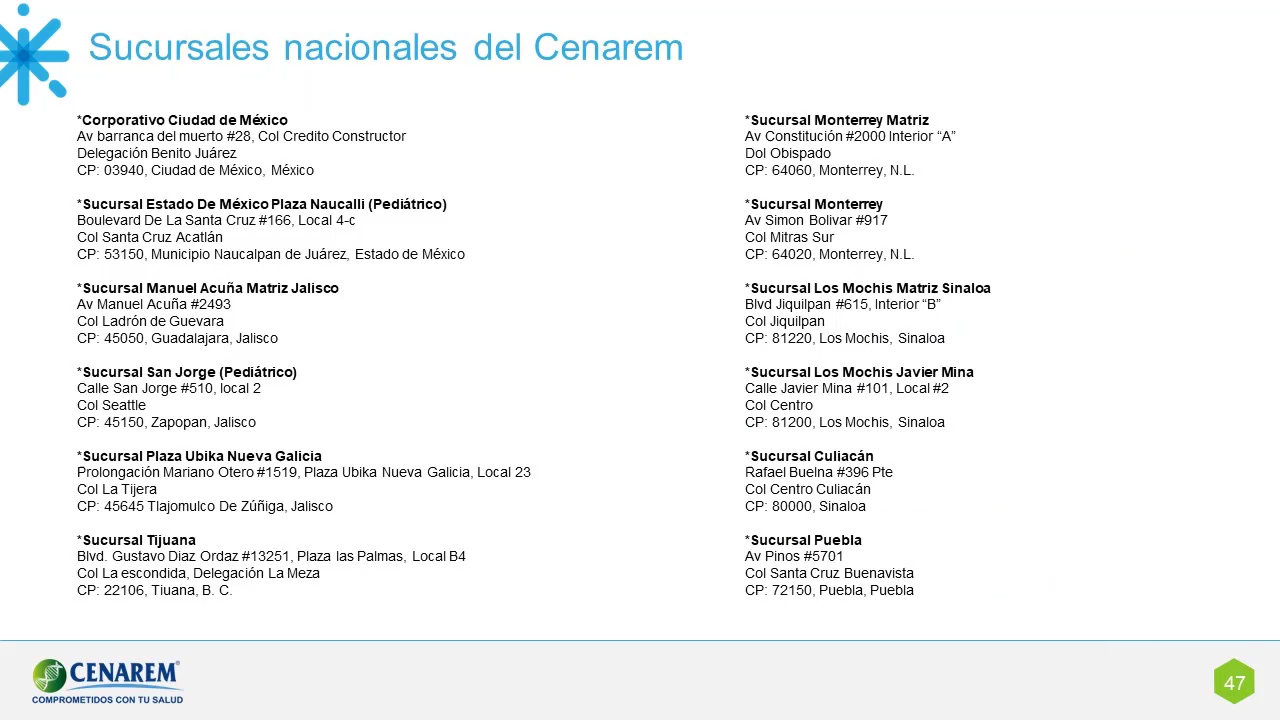 Sucursales nacionales del Cenarem
*Corporativo Ciudad de México
Av barranca del muerto #28, Col Credito Constructor
Delegación Benito Juárez
CP: 03940, Ciudad de México, México
*Sucursal Estado De México Plaza Naucalli (Pediátrico)
Boulevard De La Santa Cruz #166, Local 4-c
Col Santa Cruz Acatlán
CP: 53150, Municipio Naucalpan de Juárez, Estado de México
*Sucursal Manuel Acuña Matriz Jalisco
Av Manuel Acuña #2493
Col Ladrón de Guevara
CP: 45050, Guadalajara, Jalisco
*Sucursal San Jorge (Pediátrico)
Calle San Jorge #510, local 2
Col Seattle
CP: 45150, Zapopan, Jalisco
*Sucursal Plaza Ubika Nueva Galicia
Prolongación Mariano Otero #1519, Plaza Ubika Nueva Galicia, Local 23
Col La Tijera
CP: 45645 Tlajomulco De Zúñiga, Jalisco
*Sucursal Tijuana
Blvd. Gustavo Diaz Ordaz #13251, Plaza las Palmas, Local B4
Col La escondida, Delegación La Meza
CP: 22106, Tiuana, B. C.
*Sucursal Monterrey Matriz
Av Constitución #2000 Interior “A”
Dol Obispado
CP: 64060, Monterrey, N.L.
*Sucursal Monterrey
Av Simon Bolivar #917
Col Mitras Sur
CP: 64020, Monterrey, N.L.
*Sucursal Los Mochis Matriz Sinaloa
Blvd Jiquilpan #615, Interior “B”
Col Jiquilpan
CP: 81220, Los Mochis, Sinaloa
*Sucursal Los Mochis Javier Mina
Calle Javier Mina #101, Local #2
Col Centro
CP: 81200, Los Mochis, Sinaloa
*Sucursal Culiacán
Rafael Buelna #396 Pte
Col Centro Culiacán
CP: 80000, Sinaloa
*Sucursal Puebla
Av Pinos #5701
Col Santa Cruz Buenavista
CP: 72150, Puebla, Puebla
CENAREM®
COMPROMETIDOS CON TU SALUD
47